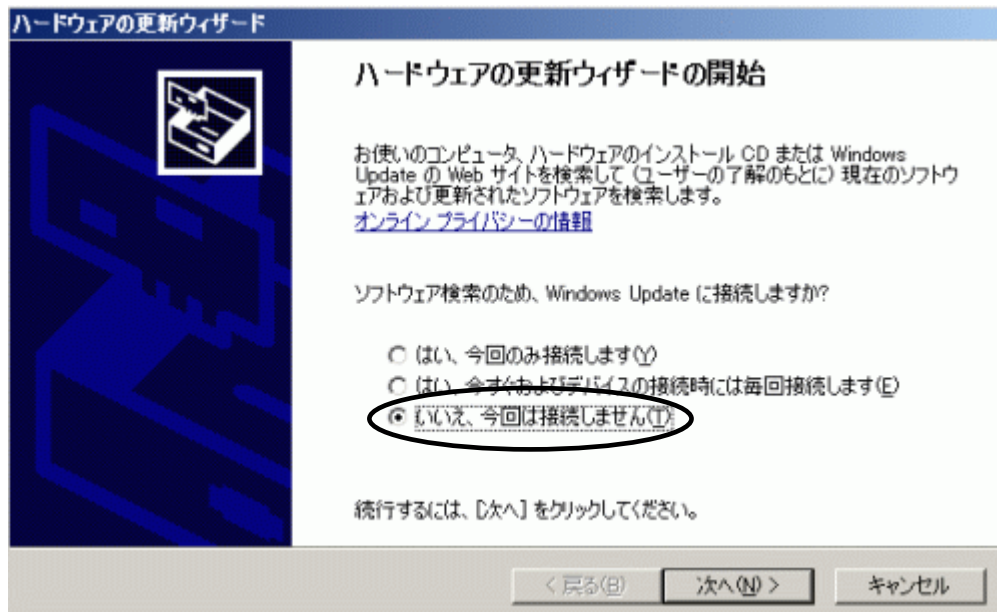 ハードウェアの更新ウィザード
ハードウェアの更新ウィザードの開始
お使いのコンピュータ、ハードウェアのインストール CD または Windows
Update の Web サイトを検索して (ユーザーの了解のもとに) 現在のソフトウ
ェアおよび更新されたソフトウェアを検索します。
オンライン プライバシーの情報
ソフトウェア検索のため、Windows Update に接続しますか?
はい、今回のみ接続します(Y)
はい、今すぐおよびデバイスの接続時には毎回接続します(E)
いいえ、今回は接続しません(T)
続行するには、[次へ] をクリックしてください。
< 戻る(B)
次へ(N) >
キャンセル